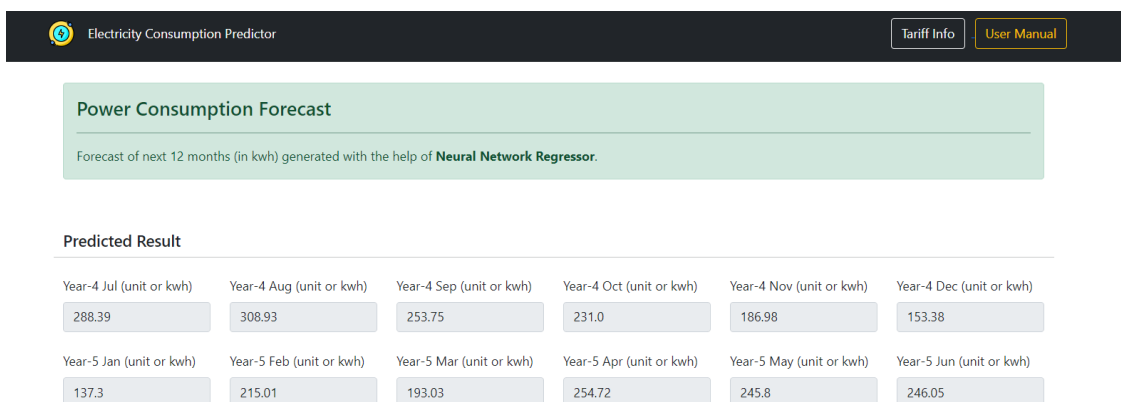 Electricity Consumption Predictor Tariff Info User Manual
Power Consumption Forecast
Forecast of next 12 months (in kwh) generated with the help of Neural Network Regressor.
Predicted Result
Year-4 Jul (unit or kwh) Year-4 Aug (unit or kwh) Year-4 Sep (unit or kwh) Year-4 Oct (unit or kwh) Year-4 Nov (unit or kwh) Year-4 Dec (unit or kwh)
288.39 308.93 253.75 231.0 186.98 153.38
Year-5 Jan (unit or kwh) Year-5 Feb (unit or kwh) Year-5 Mar (unit or kwh) Year-5 Apr (unit or kwh) Year-5 May (unit or kwh) Year-5 Jun (unit or kwh)
137.3 215.01 193.03 254.72 245.8 246.05